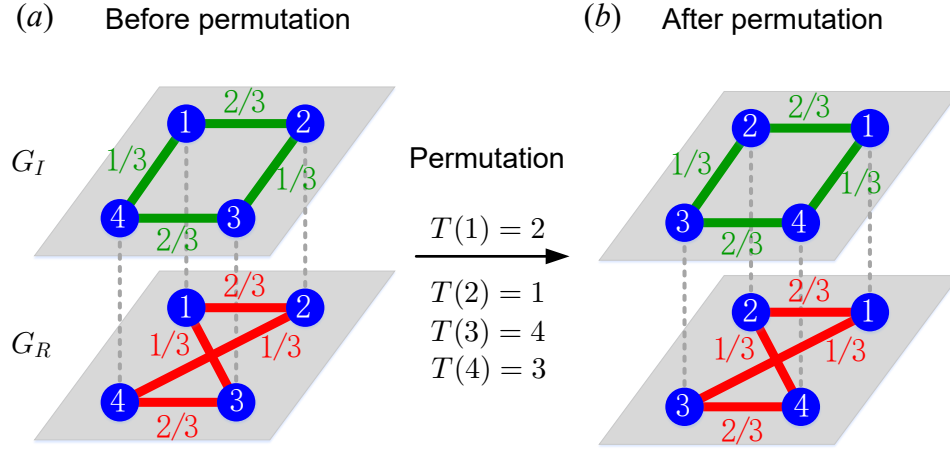 (a) Before permutation
(b) After permutation
2/3
1 2
G_I
1/3 1/3
4 3
2/3
2/3
1 2
G_R
1/3 1/3
4 3
2/3
Permutation
T(1) = 2
T(2) = 1
T(3) = 4
T(4) = 3
2/3
2 1
1/3 1/3
3 4
2/3
2/3
2 1
1/3 1/3
3 4
2/3